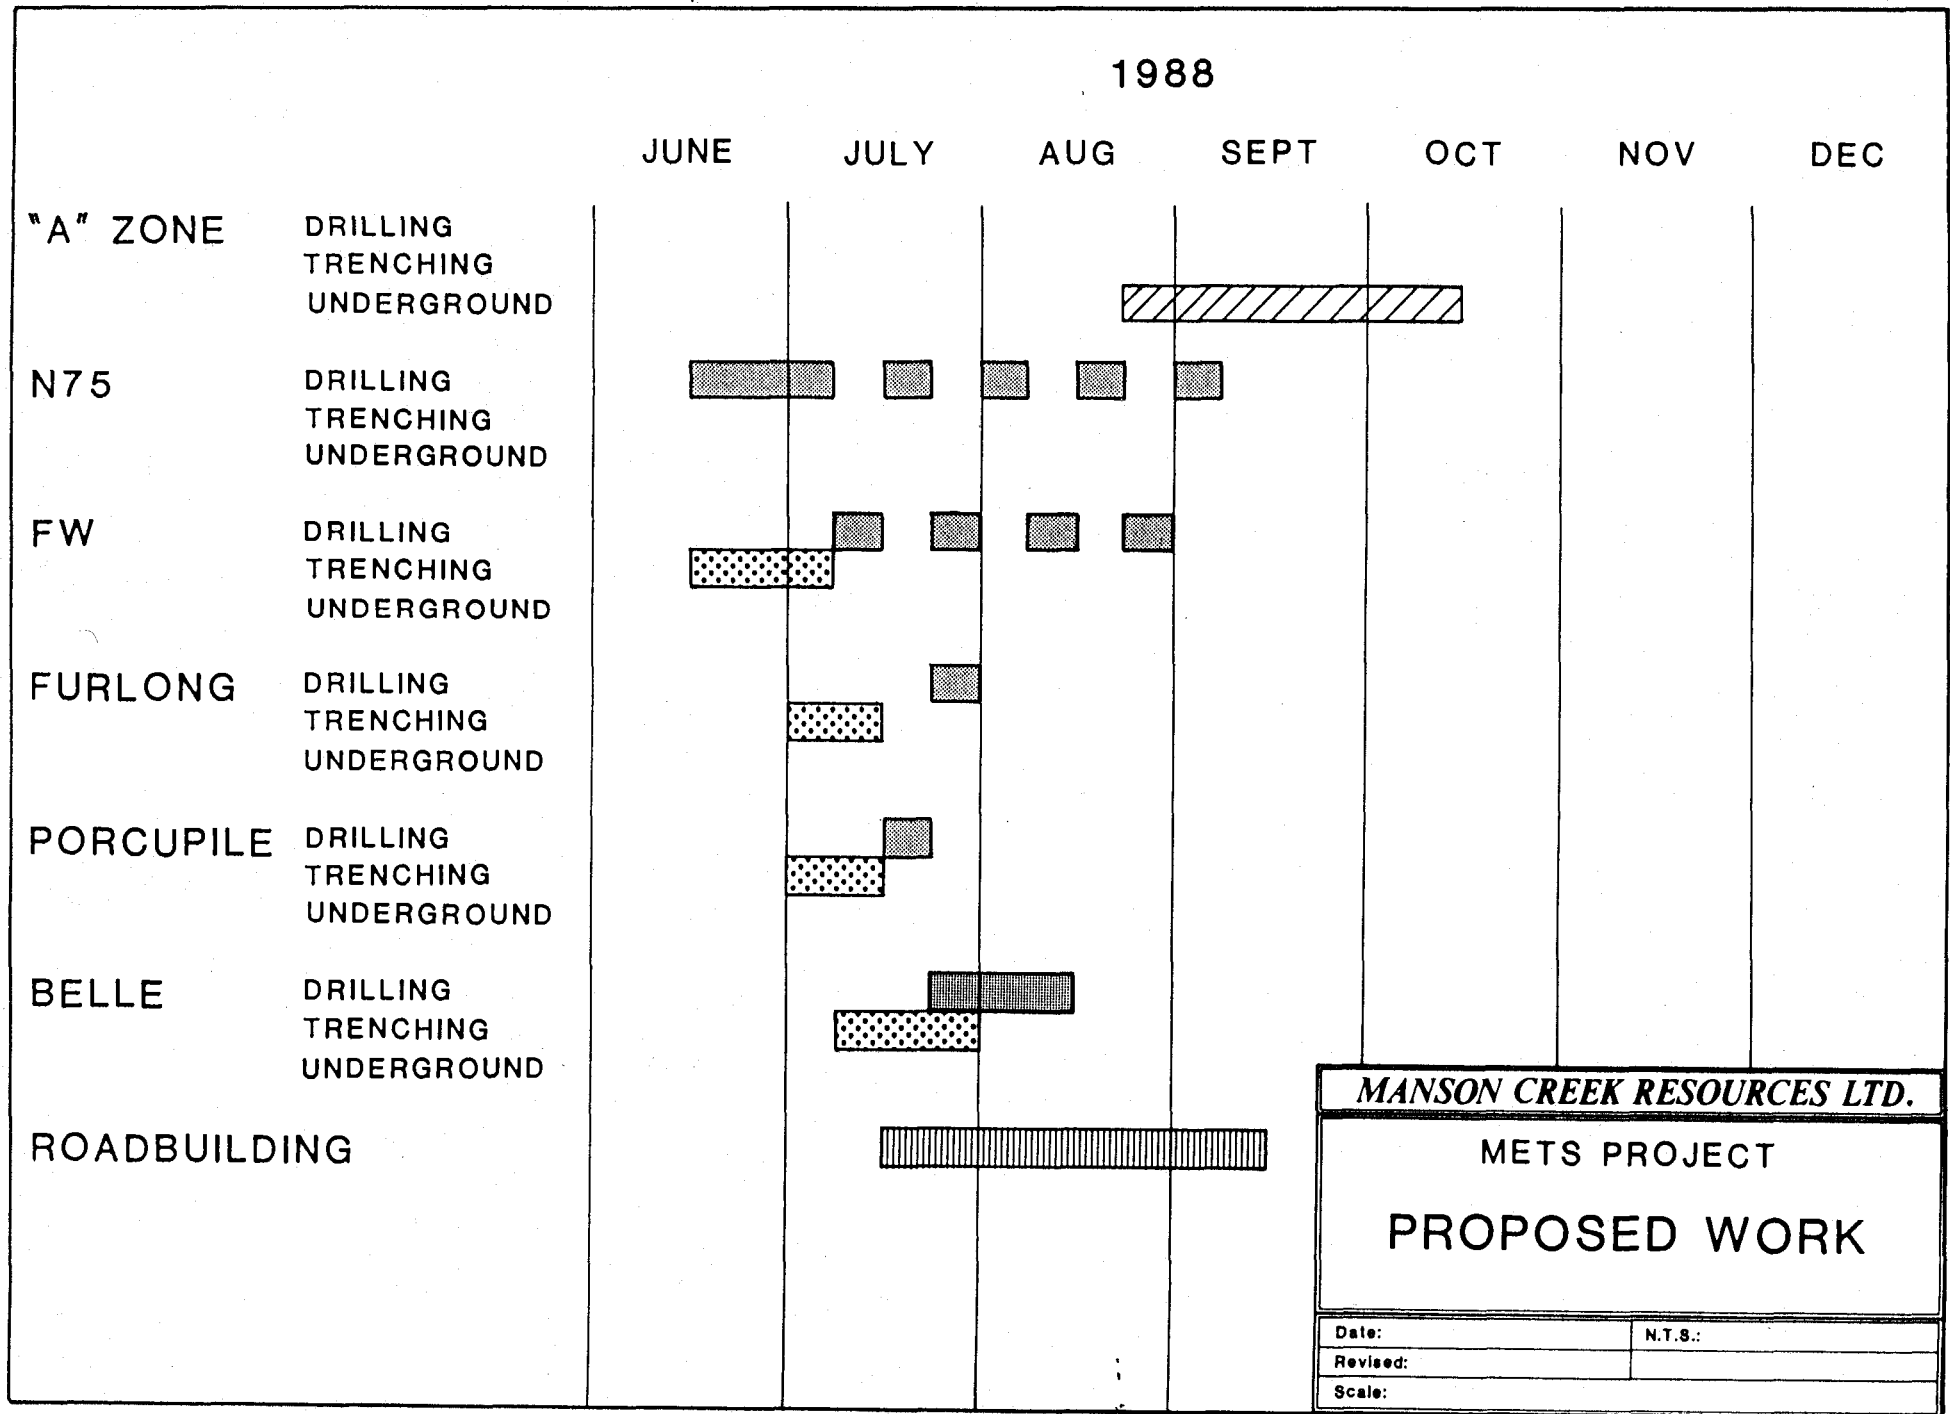 1988
JUNE JULY AUG SEPT OCT NOV DEC
"A" ZONE DRILLING
TRENCHING
UNDERGROUND
N75 DRILLING
TRENCHING
UNDERGROUND
FW DRILLING
TRENCHING
UNDERGROUND
FURLONG DRILLING
TRENCHING
UNDERGROUND
PORCUPILE DRILLING
TRENCHING
UNDERGROUND
BELLE DRILLING
TRENCHING
UNDERGROUND
ROADBUILDING
MANSON CREEK RESOURCES LTD.
METS PROJECT
PROPOSED WORK
Date: N.T.S.:
Revised:
Scale: